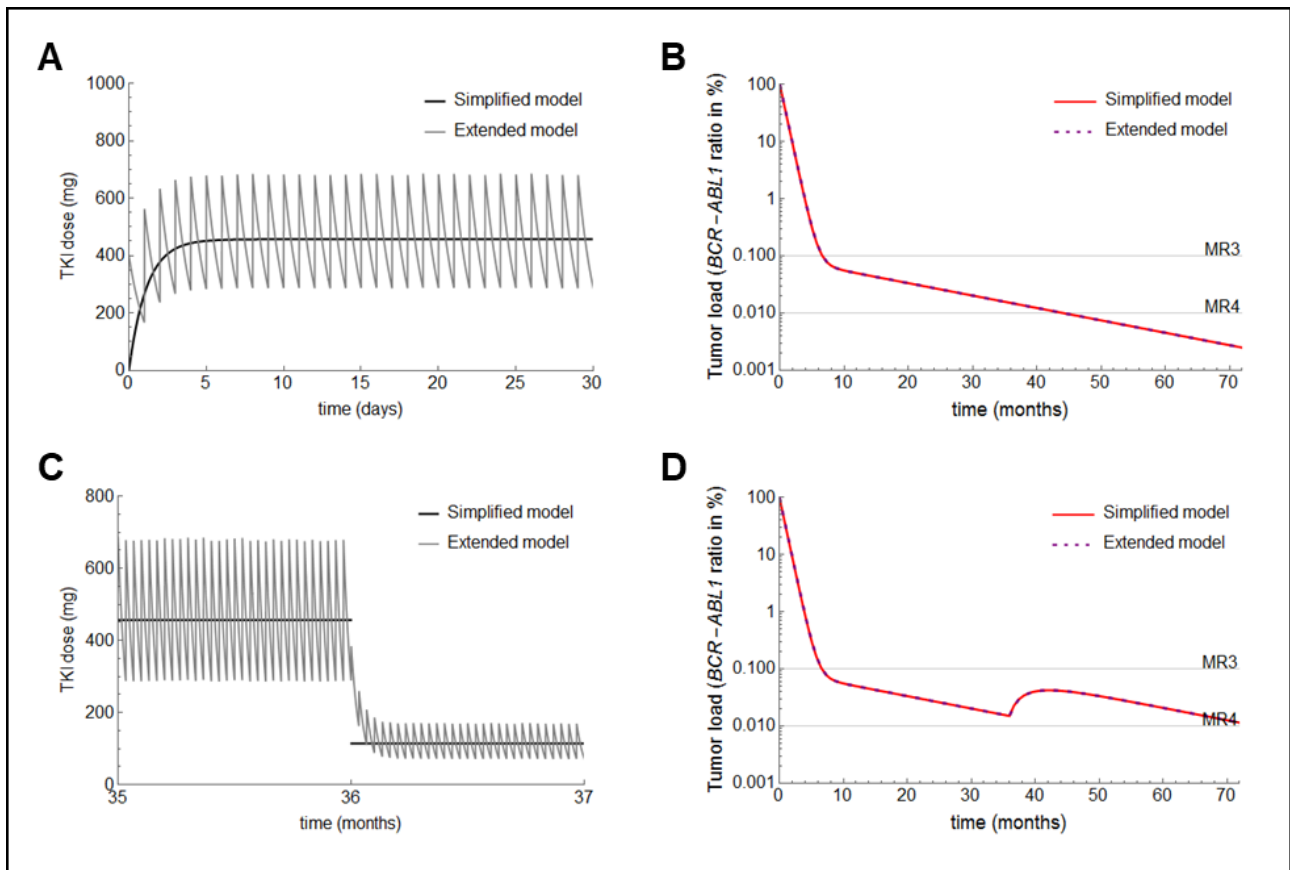 A
TKI dose (mg)
1000
800
600
400
200
0
Simplified model
Extended model
0 5 10 15 20 25 30
time (days)
B
Tumor load (BCR–ABL1 ratio in %)
100
10
1
0.100
0.010
0.001
Simplified model
Extended model
MR3
MR4
0 10 20 30 40 50 60 70
time (months)
C
TKI dose (mg)
800
600
400
200
0
Simplified model
Extended model
35 36 37
time (months)
D
Tumor load (BCR–ABL1 ratio in %)
100
10
1
0.100
0.010
0.001
Simplified model
Extended model
MR3
MR4
0 10 20 30 40 50 60 70
time (months)